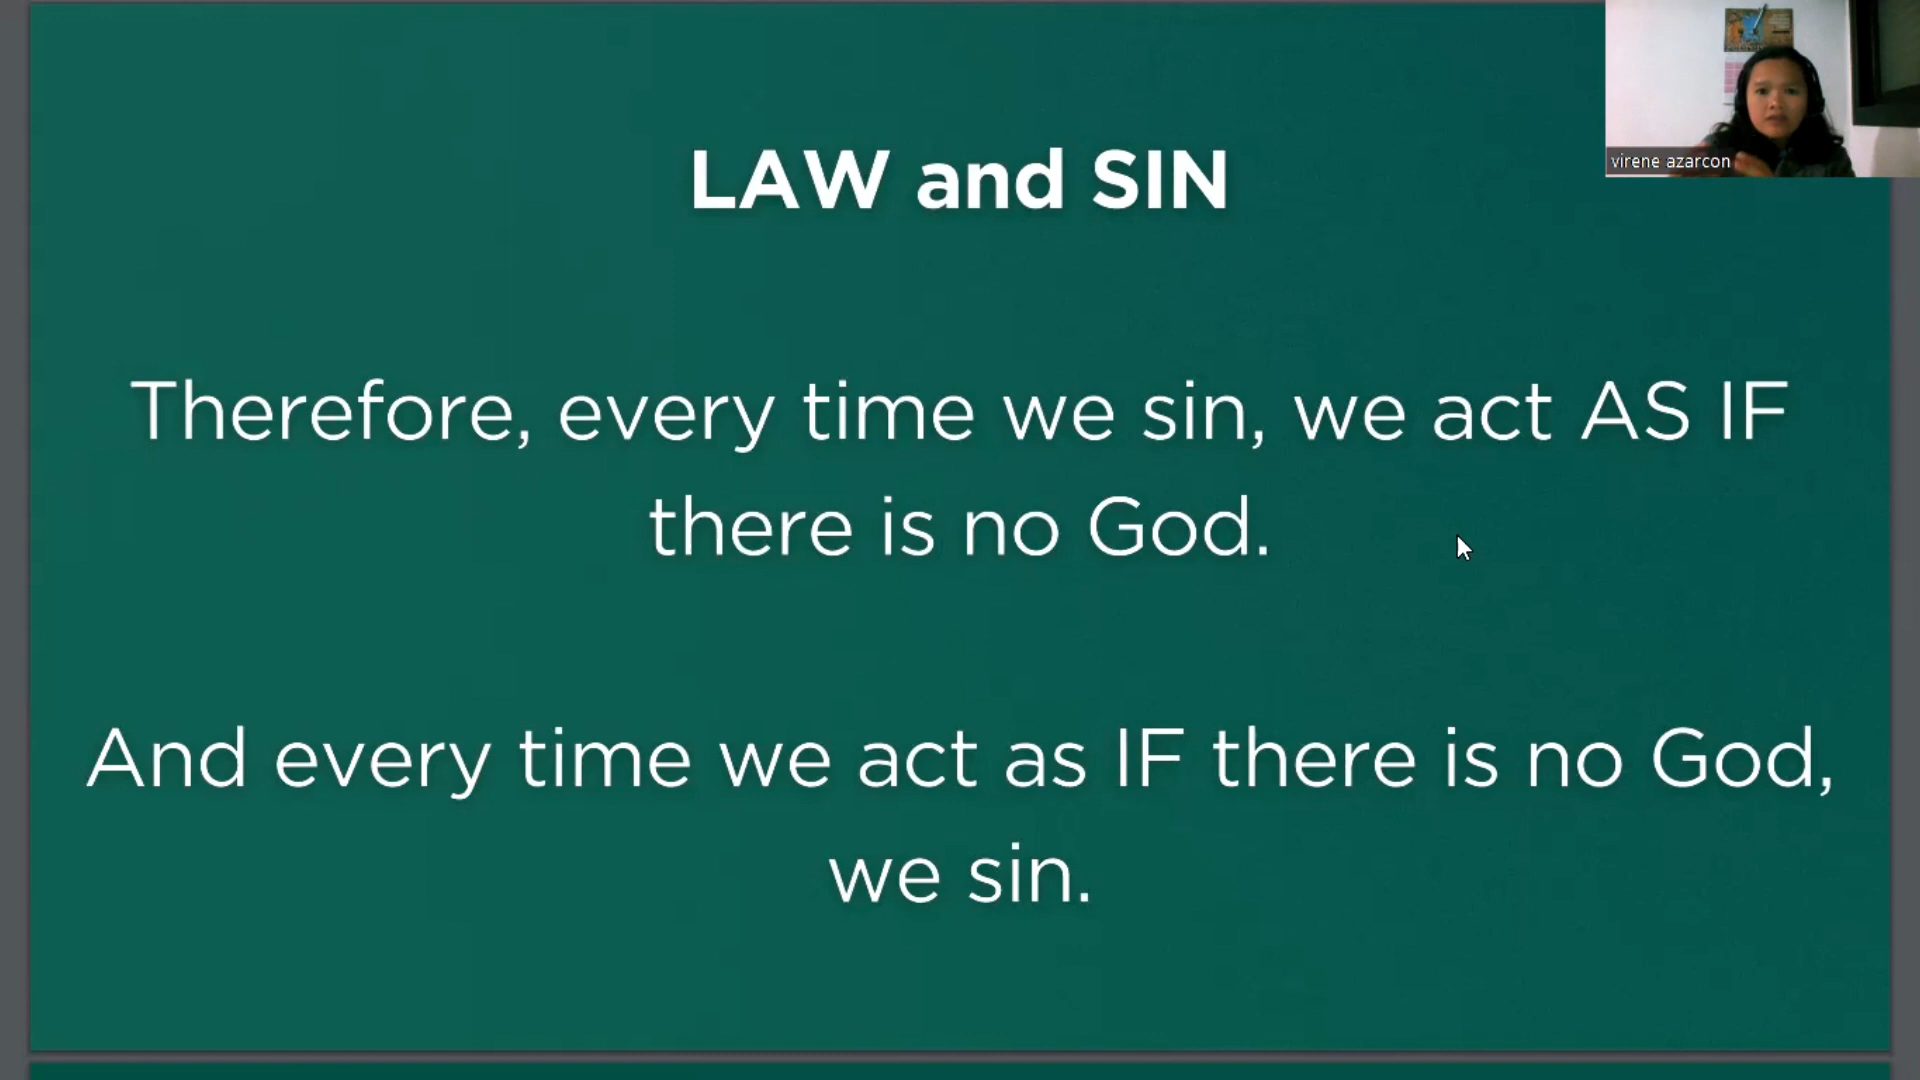 LAW and SIN
virene azarcon
Therefore, every time we sin, we act AS IF
there is no God.
And every time we act as IF there is no God,
we sin.